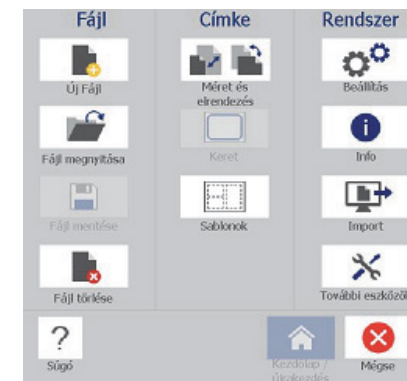 Fájl
Címke
Rendszer
Új Fájl
Méret és
elrendezés
Beállítás
Fájl megnyitása
Keret
Info
Fájl mentése
Sablonok
Import
Fájl törlése
További eszközök
?
Súgó
Kezdőlap /
újrakezdés
Mégse